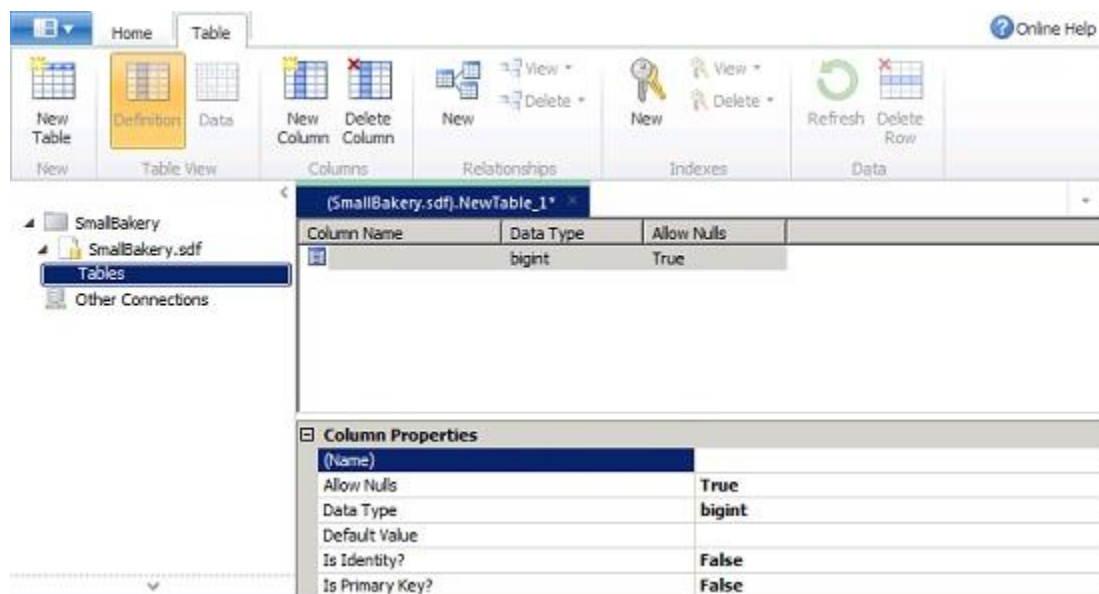 Home Table Online Help
New Table Definition Data New Column Delete Column New View Delete New View Delete Refresh Delete Row
New Table View Columns Relationships Indexes Data
(SmallBakery.sdf).NewTable_1*
SmallBakery
SmallBakery.sdf
Tables
Other Connections
Column Name Data Type Allow Nulls
bigint True
Column Properties
(Name)
Allow Nulls True
Data Type bigint
Default Value
Is Identity? False
Is Primary Key? False